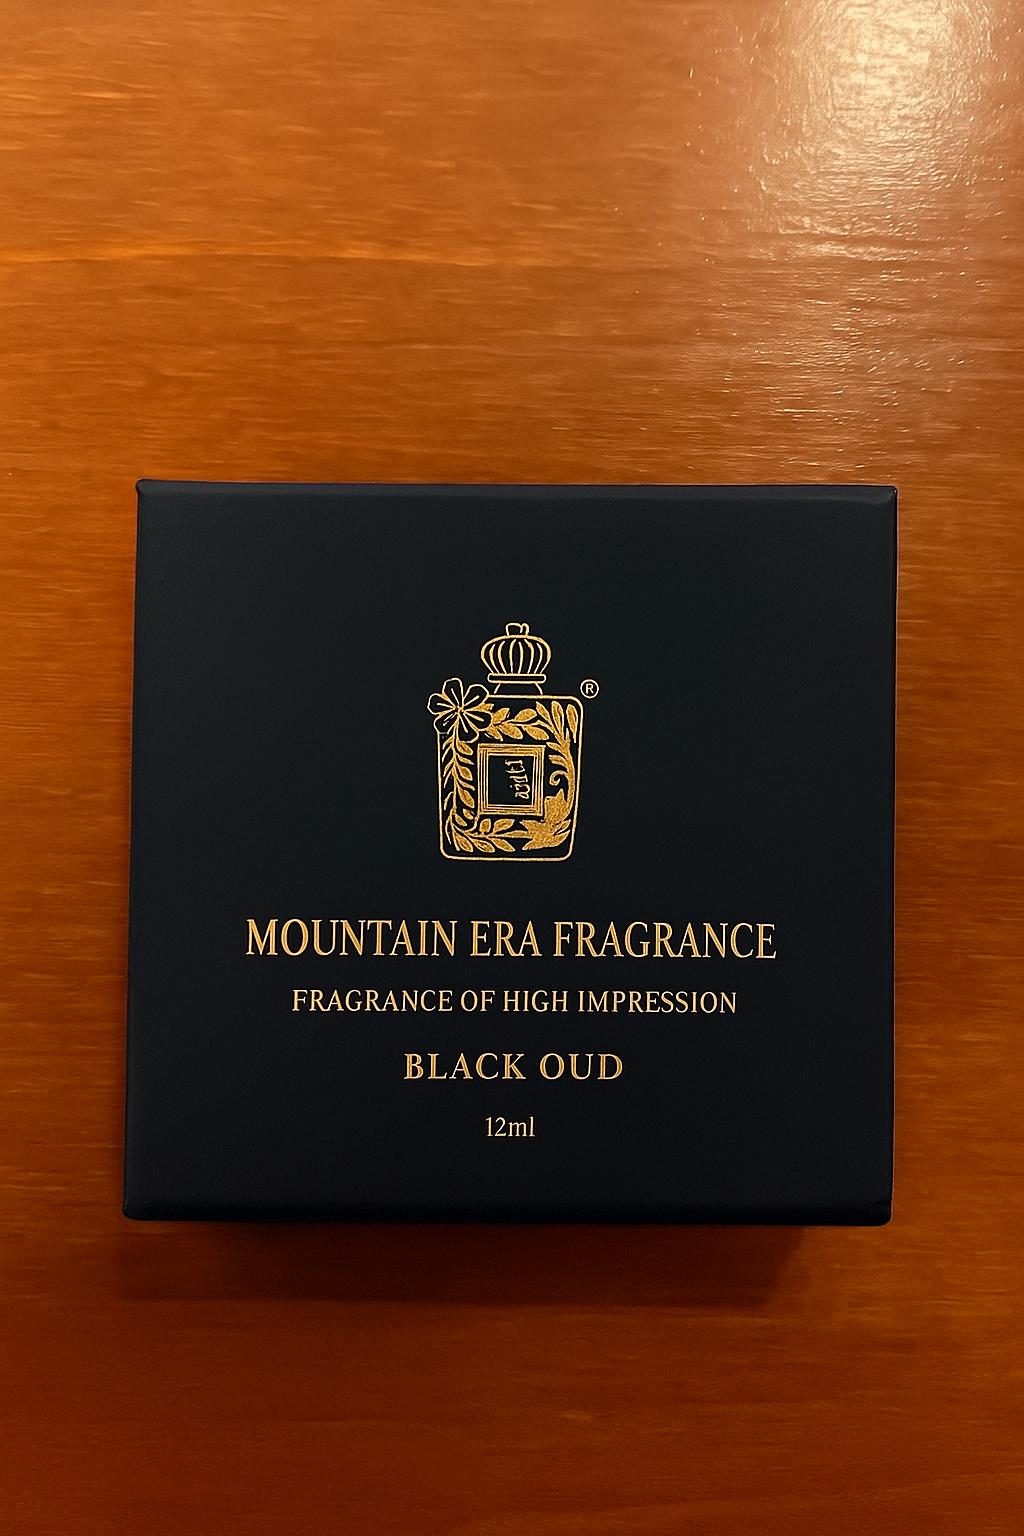 ®
MOUNTAIN ERA FRAGRANCE
FRAGRANCE OF HIGH IMPRESSION
BLACK OUD
12ml